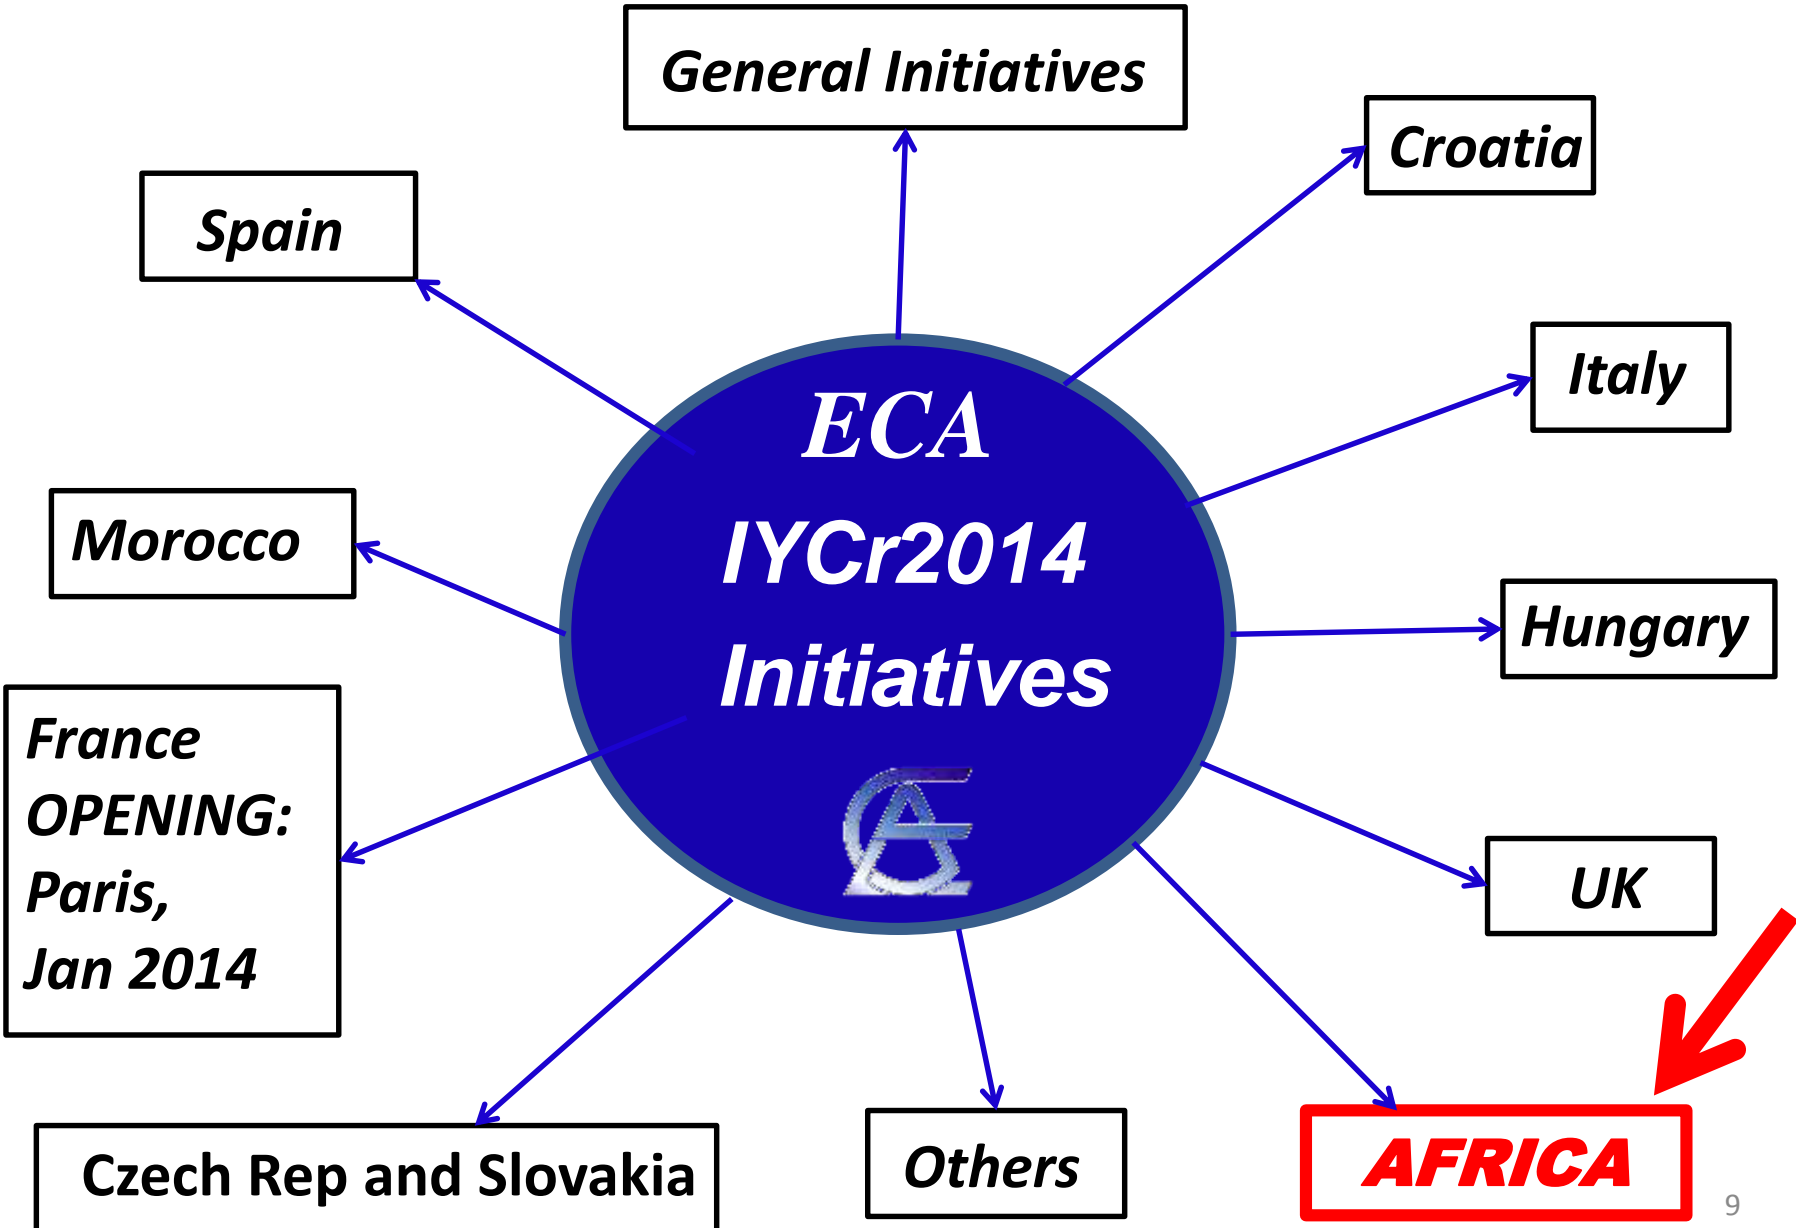 General Initiatives
Croatia
Spain
Italy
ECA
IYCr2014
Initiatives
Morocco
Hungary
France
OPENING:
Paris,
Jan 2014
UK
Czech Rep and Slovakia
Others
AFRICA
9